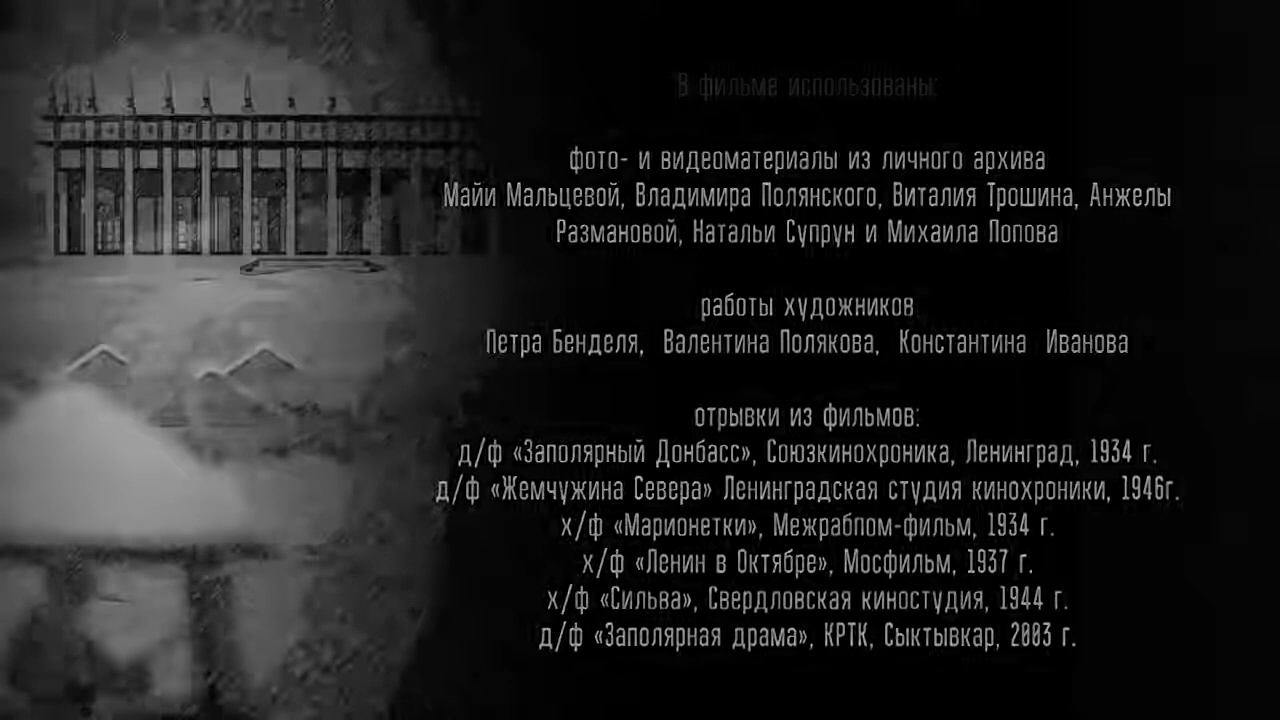 В фильме использованы:
фото- и видеоматериалы из личного архива
Майи Мальцевой, Владимира Полянского, Виталия Трошина, Анжелы
Размановой, Натальи Супрун и Михаила Попова
работы художников
Петра Бенделя, Валентина Полякова, Константина Иванова
отрывки из фильмов:
д/ф «Заполярный Донбасс», Союзкинохроника, Ленинград, 1934 г.
д/ф «Жемчужина Севера» Ленинградская студия кинохроники, 1946г.
х/ф «Марионетки», Межрабпом-фильм, 1934 г.
х/ф «Ленин в Октябре», Мосфильм, 1937 г.
х/ф «Сильва», Свердловская киностудия, 1944 г.
д/ф «Заполярная драма», КРТК, Сыктывкар, 2003 г.